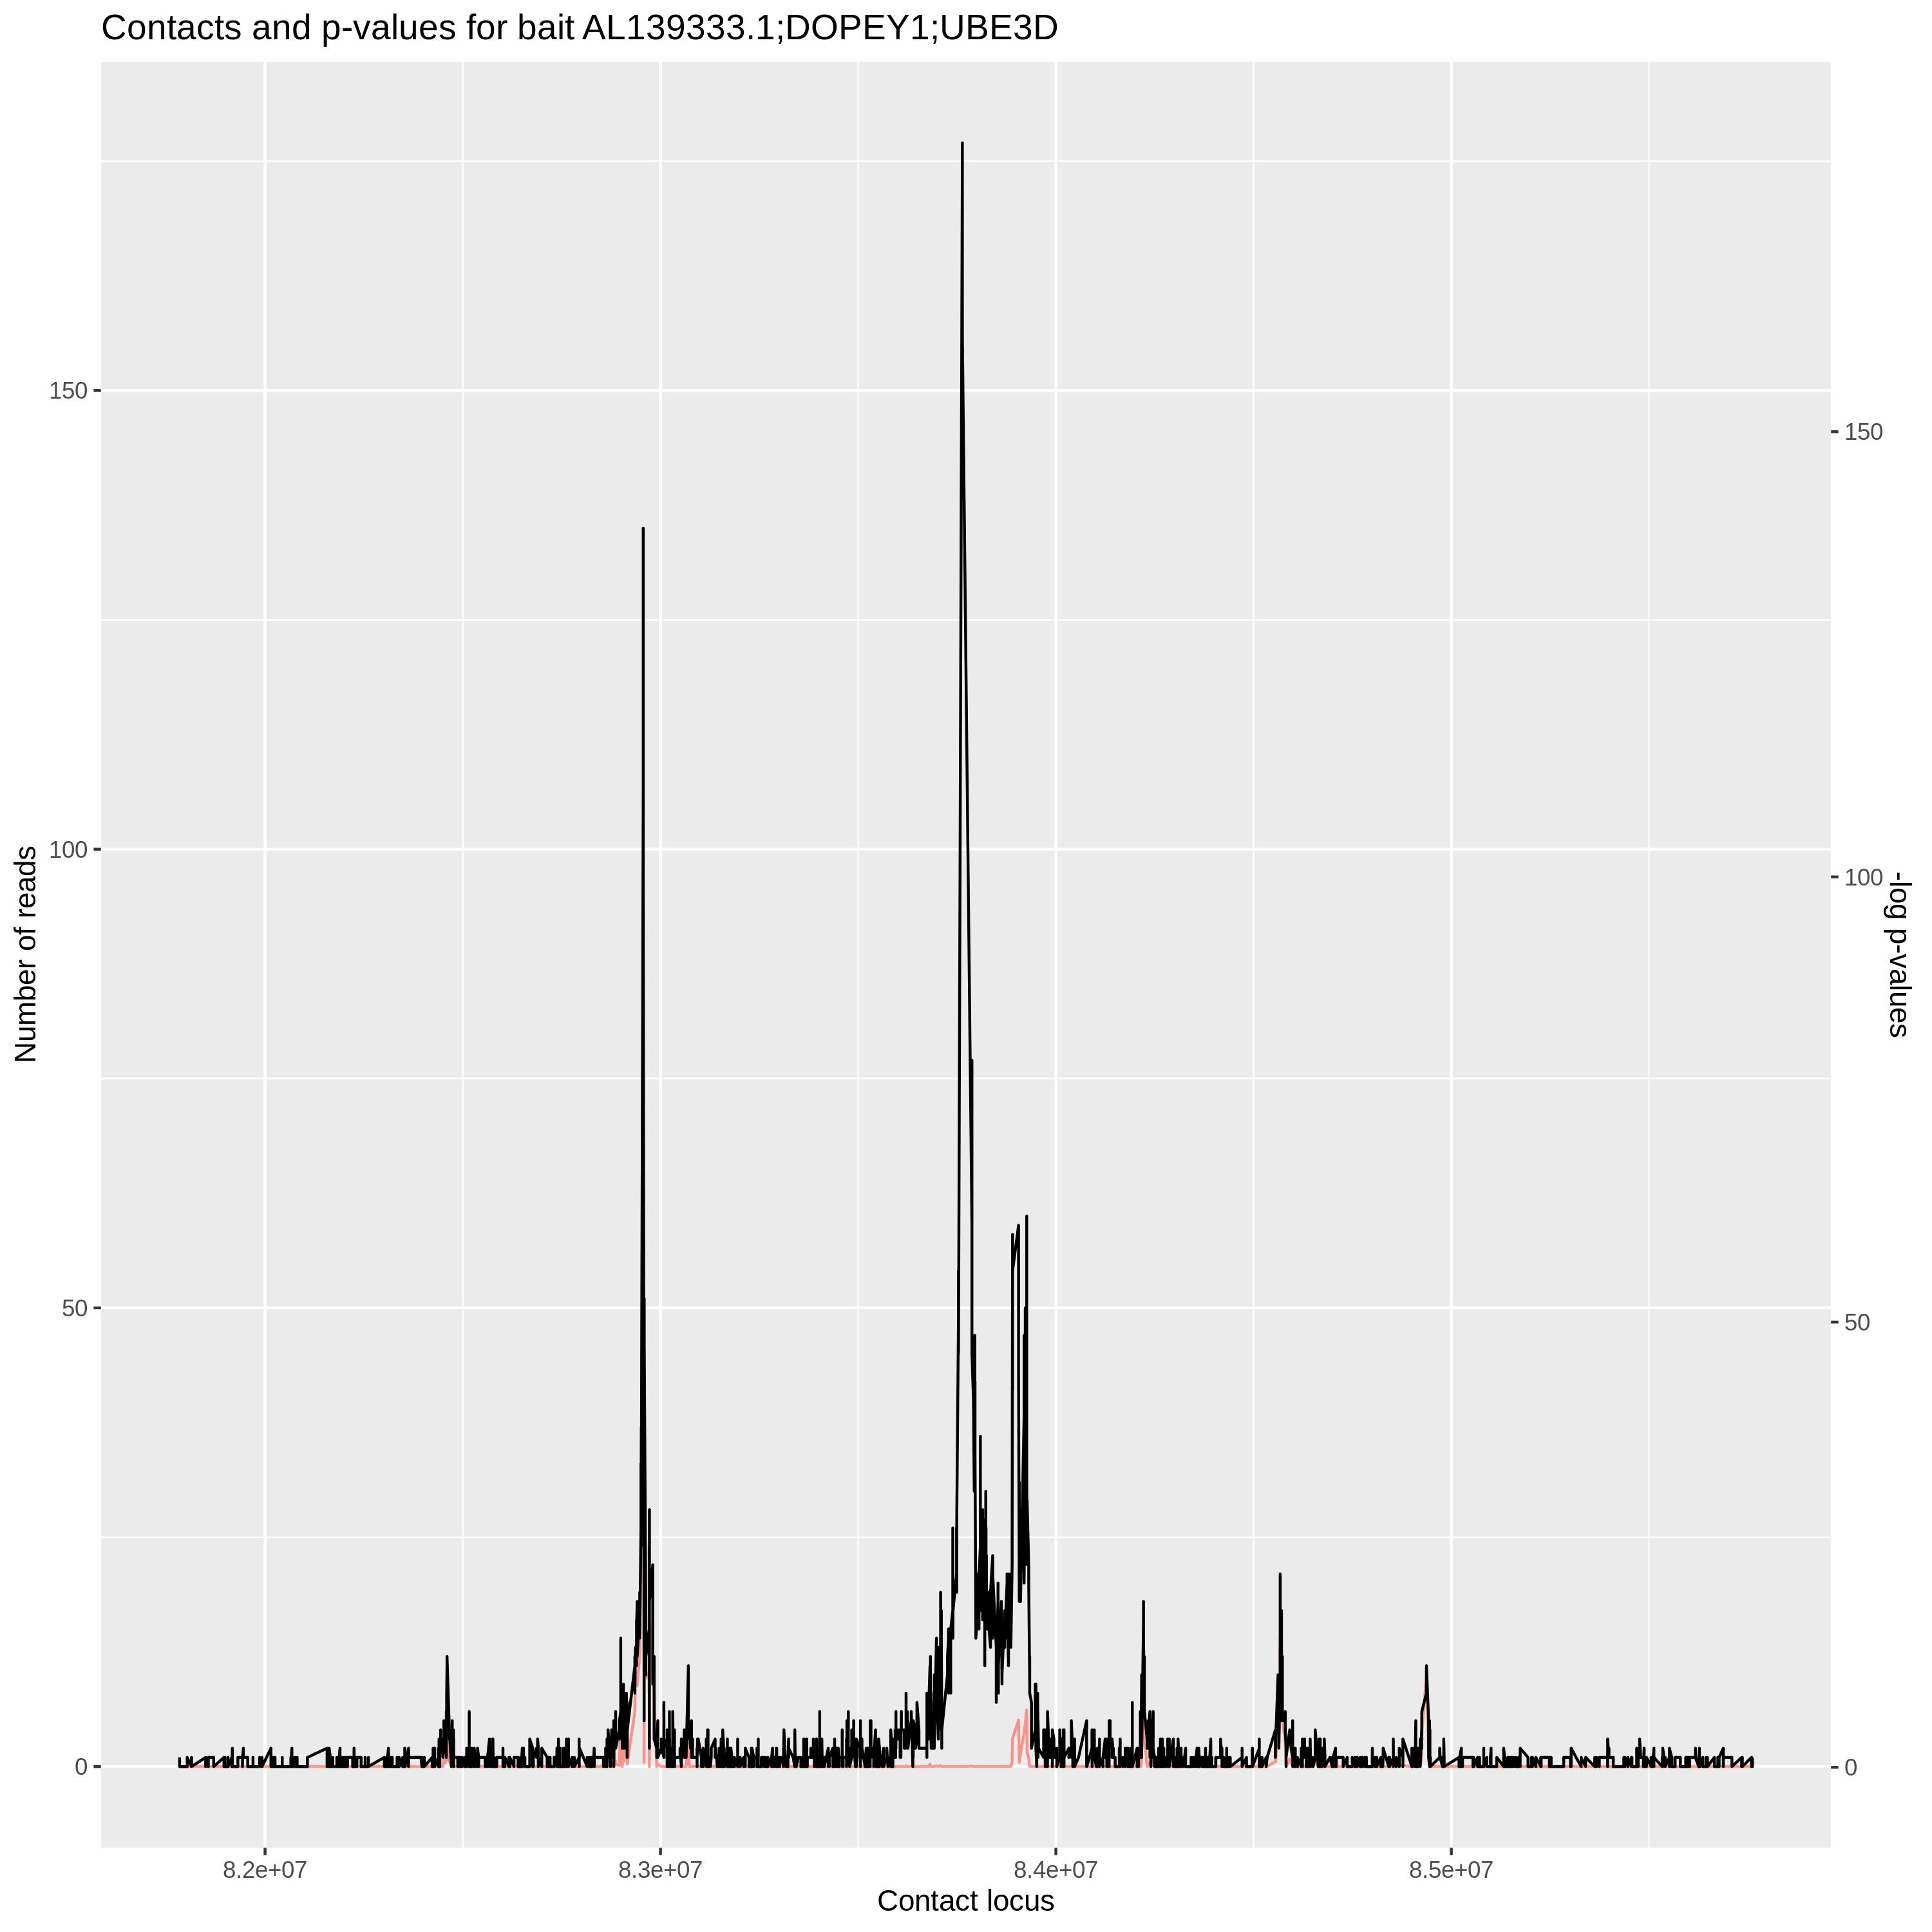 Contacts and p-values for bait AL139333.1;DOPEY1;UBE3D
Number of reads
150
100
50
0
150
100
50
0
-log p-values
8.2e+07
8.3e+07
8.4e+07
8.5e+07
Contact locus